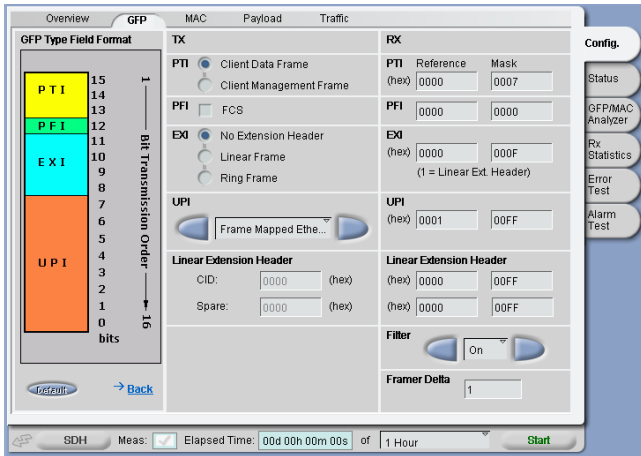 Overview GFP MAC Payload Traffic
GFP Type Field Format
PTI
PFI
EXI
UPI
15
14
13
12
11
10
9
8
7
6
5
4
3
2
1
0
bits
1 Bit Transmission Order 16
Default
Back
TX
PTI Client Data Frame
Client Management Frame
PFI FCS
EXI No Extension Header
Linear Frame
Ring Frame
UPI
Frame Mapped Ethe...
Linear Extension Header
CID: 0000 (hex)
Spare: 0000 (hex)
RX
PTI Reference Mask
(hex) 0000 0007
PFI 0000 0000
EXI
(hex) 0000 000F
(1 = Linear Ext. Header)
UPI
(hex) 0001 00FF
Linear Extension Header
(hex) 0000 00FF
(hex) 0000 00FF
Filter
On
Framer Delta
1
Config.
Status
GFP/MAC
Analyzer
Rx
Statistics
Error
Test
Alarm
Test
SDH Meas: Elapsed Time: 00d 00h 00m 00s of 1 Hour Start